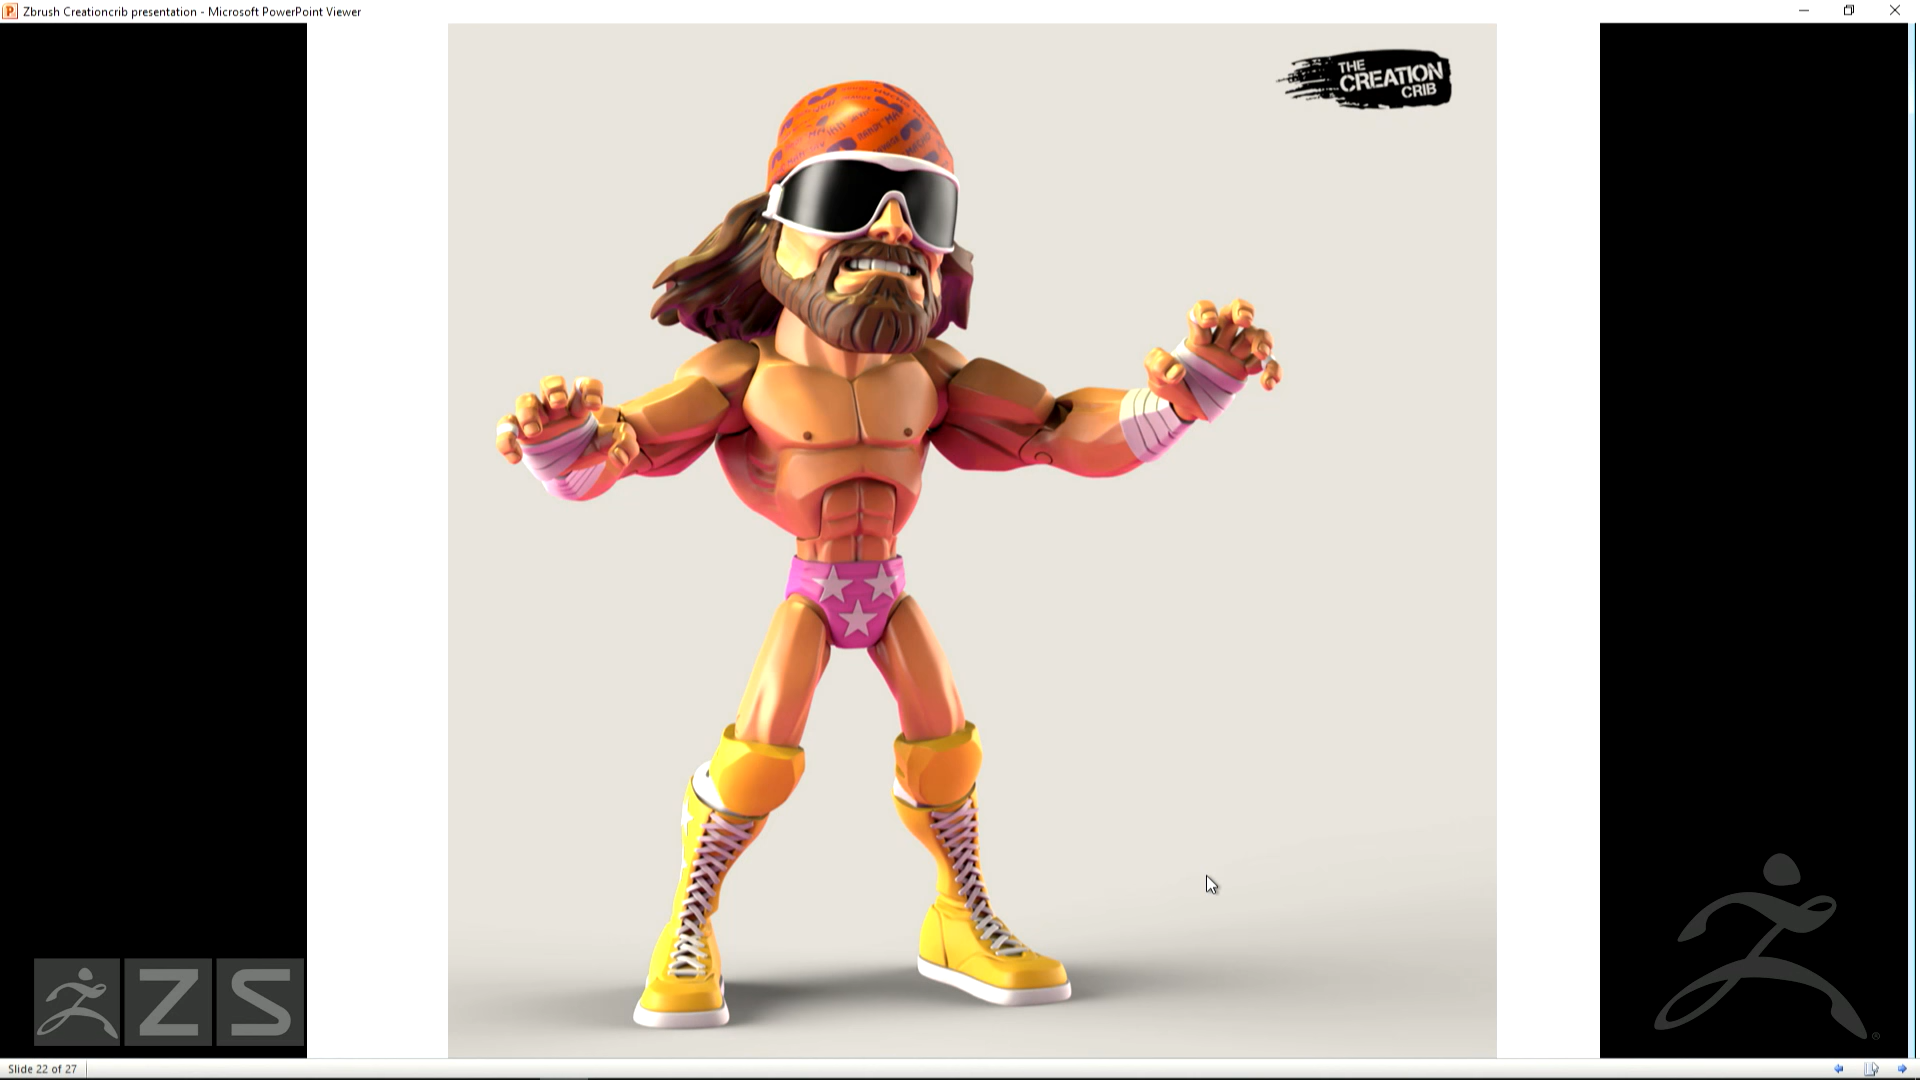 Zbrush Creationcrib presentation - Microsoft PowerPoint Viewer
THE
CREATION
CRIB
ZS
Slide 22 of 27